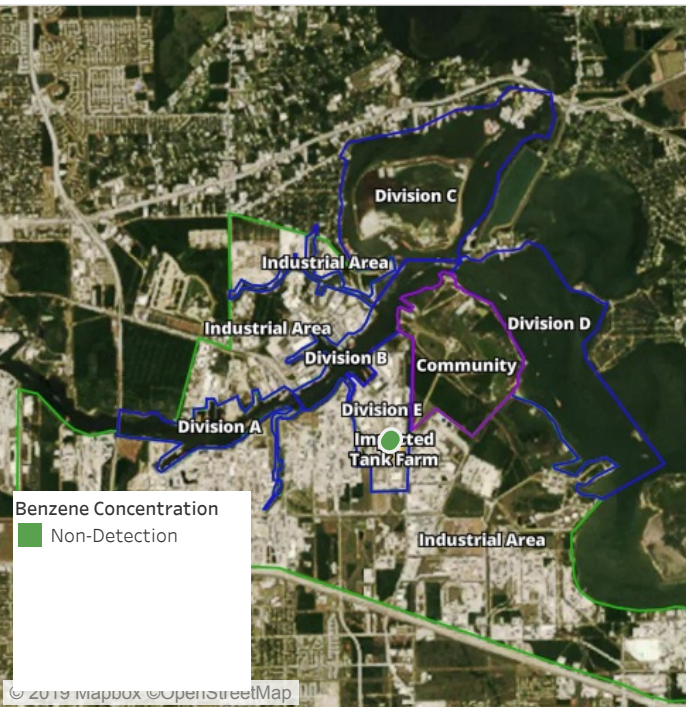 Division C
Industrial Area
Division D
Industrial Area
Division B
Community
Division E
Division A
Tank Farm
Industrial Area
Benzene Concentration
Non-Detection
© 2019 Mapbox ©OpenStreetMap